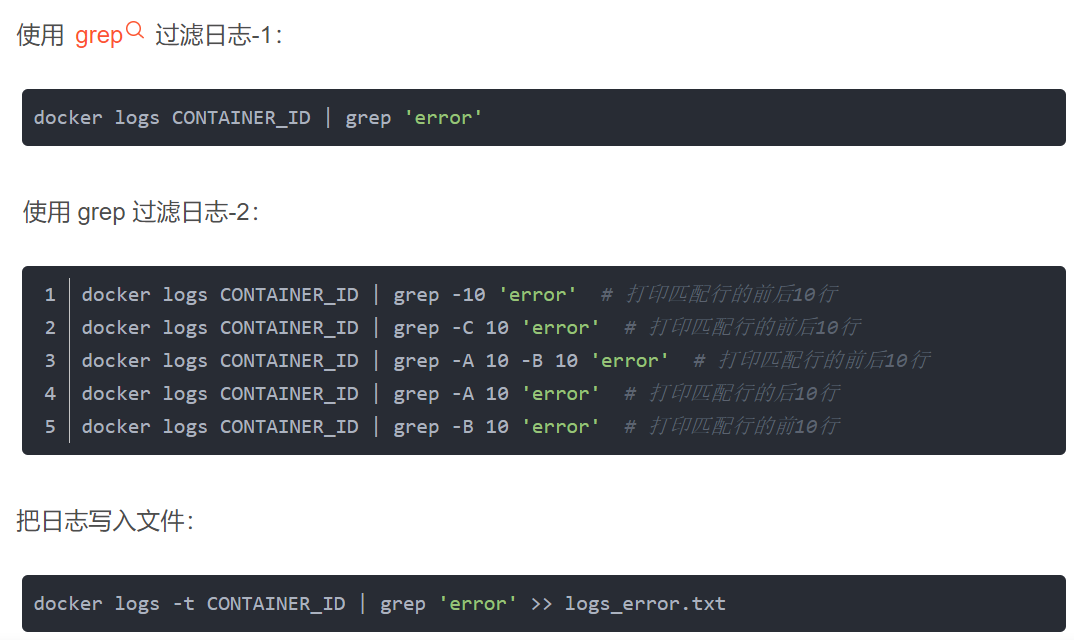 使用 grep 过滤日志-1：
docker logs CONTAINER_ID | grep 'error'
使用 grep 过滤日志-2：
1 docker logs CONTAINER_ID | grep -10 'error'  # 打印匹配行的前后10行
2 docker logs CONTAINER_ID | grep -C 10 'error'  # 打印匹配行的前后10行
3 docker logs CONTAINER_ID | grep -A 10 -B 10 'error'  # 打印匹配行的前后10行
4 docker logs CONTAINER_ID | grep -A 10 'error'  # 打印匹配行的后10行
5 docker logs CONTAINER_ID | grep -B 10 'error'  # 打印匹配行的前10行
把日志写入文件：
docker logs -t CONTAINER_ID | grep 'error' >> logs_error.txt